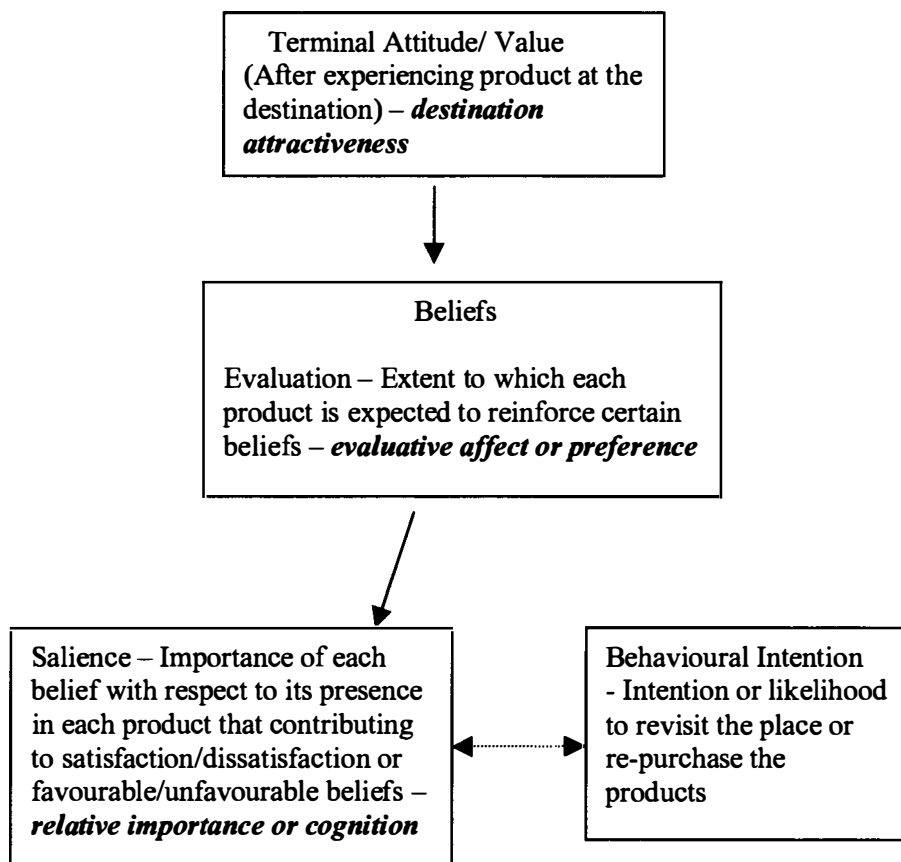 Terminal Attitude/ Value
(After experiencing product at the
destination) – destination
attractiveness
Beliefs
Evaluation – Extent to which each
product is expected to reinforce certain
beliefs – evaluative affect or preference
Salience – Importance of each
belief with respect to its presence
in each product that contributing
to satisfaction/dissatisfaction or
favourable/unfavourable beliefs –
relative importance or cognition
Behavioural Intention
- Intention or likelihood
to revisit the place or
re-purchase the
products